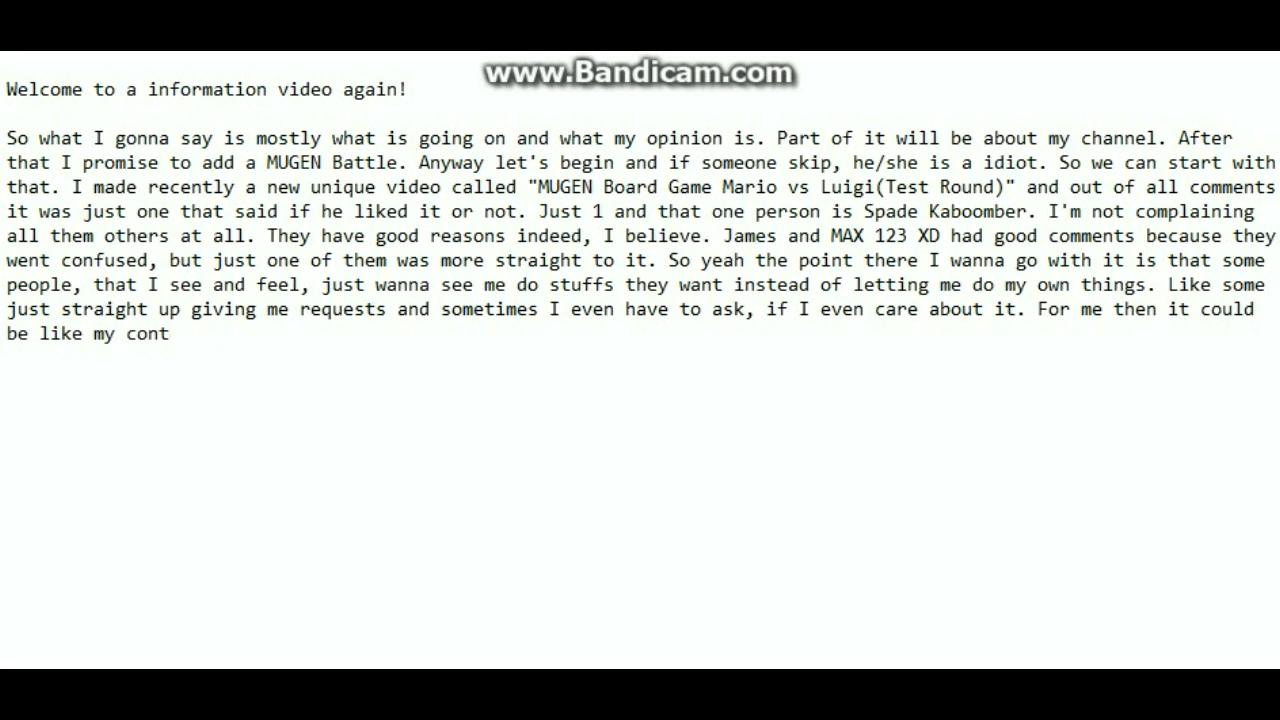 www.Bandicam.com
Welcome to a information video again!
So what I gonna say is mostly what is going on and what my opinion is. Part of it will be about my channel. After
that I promise to add a MUGEN Battle. Anyway let's begin and if someone skip, he/she is a idiot. So we can start with
that. I made recently a new unique video called "MUGEN Board Game Mario vs Luigi(Test Round)" and out of all comments
it was just one that said if he liked it or not. Just 1 and that one person is Spade Kaboomber. I'm not complaining
all them others at all. They have good reasons indeed, I believe. James and MAX 123 XD had good comments because they
went confused, but just one of them was more straight to it. So yeah the point there I wanna go with it is that some
people, that I see and feel, just wanna see me do stuffs they want instead of letting me do my own things. Like some
just straight up giving me requests and sometimes I even have to ask, if I even care about it. For me then it could
be like my cont